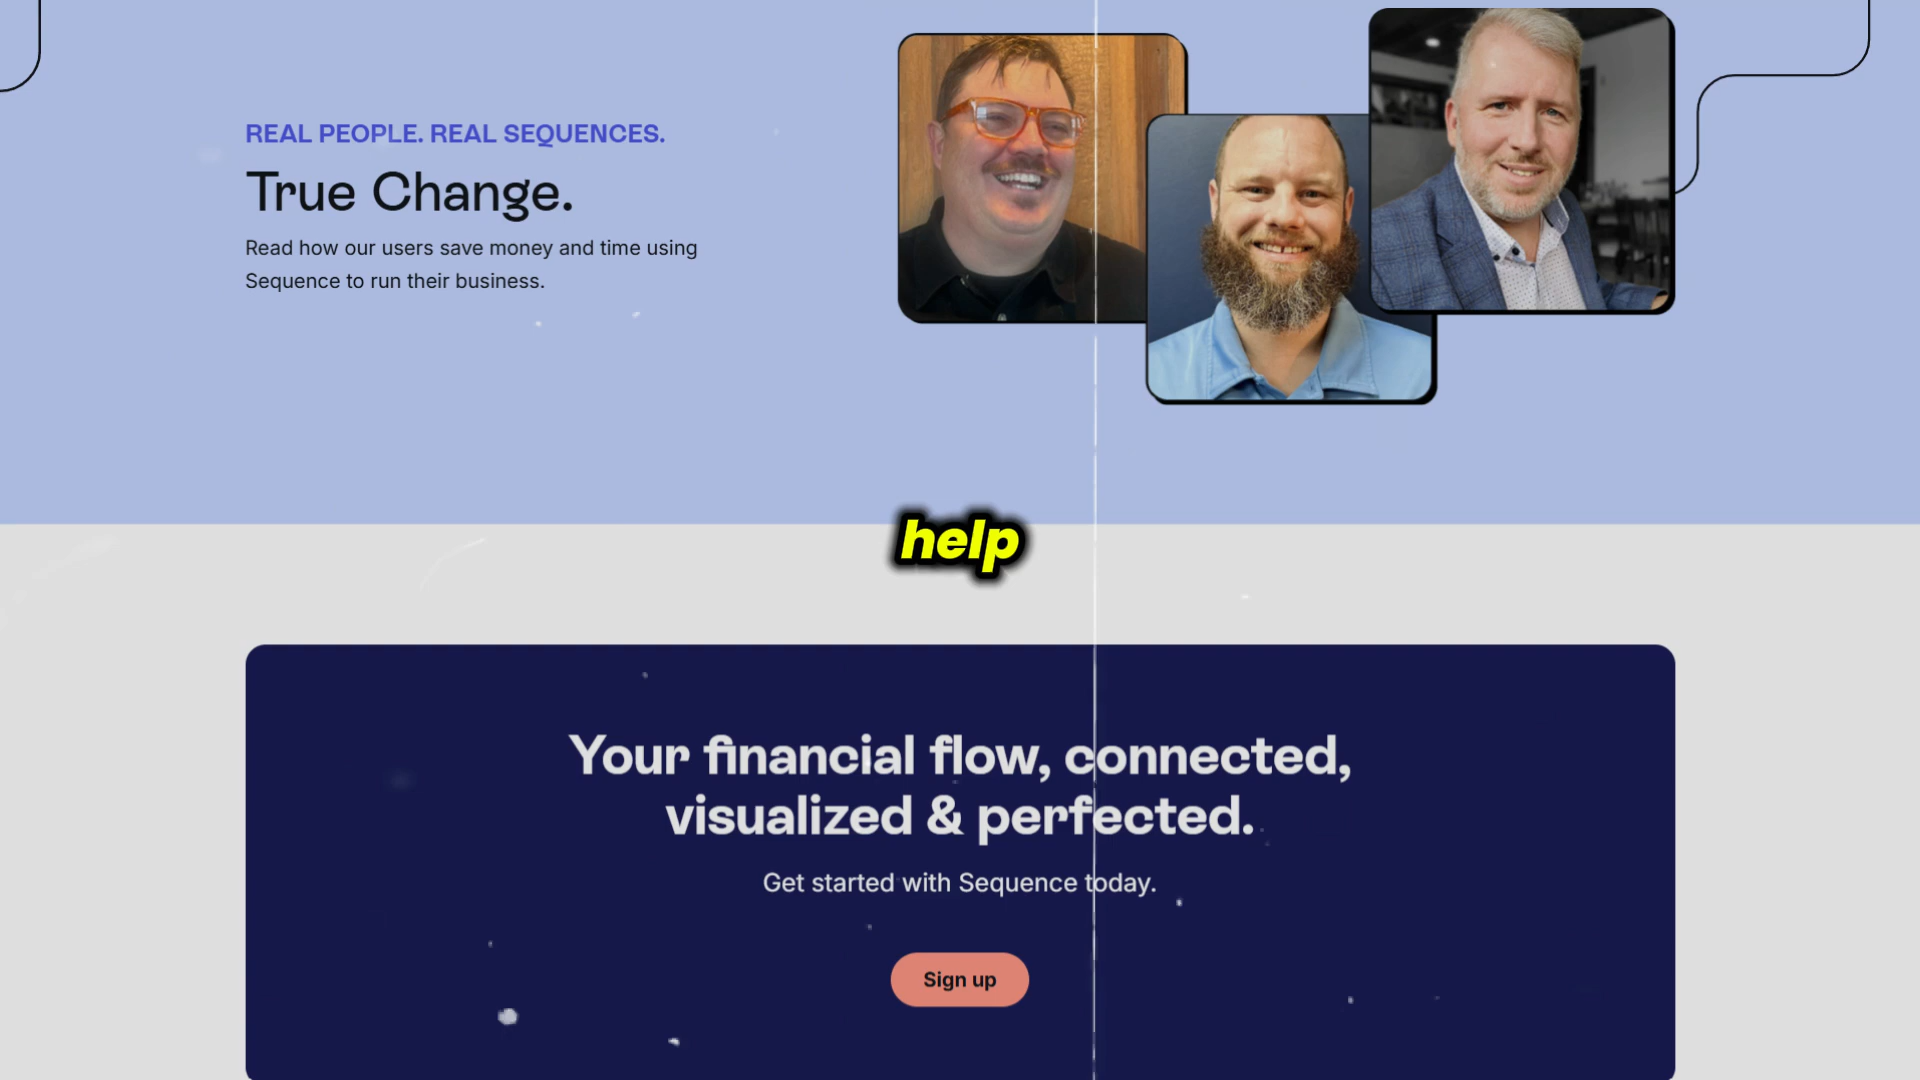 REAL PEOPLE. REAL SEQUENCES.
True Change.
Read how our users save money and time using
Sequence to run their business.
help
Your financial flow, connected,
visualized & perfected.
Get started with Sequence today.
Sign up